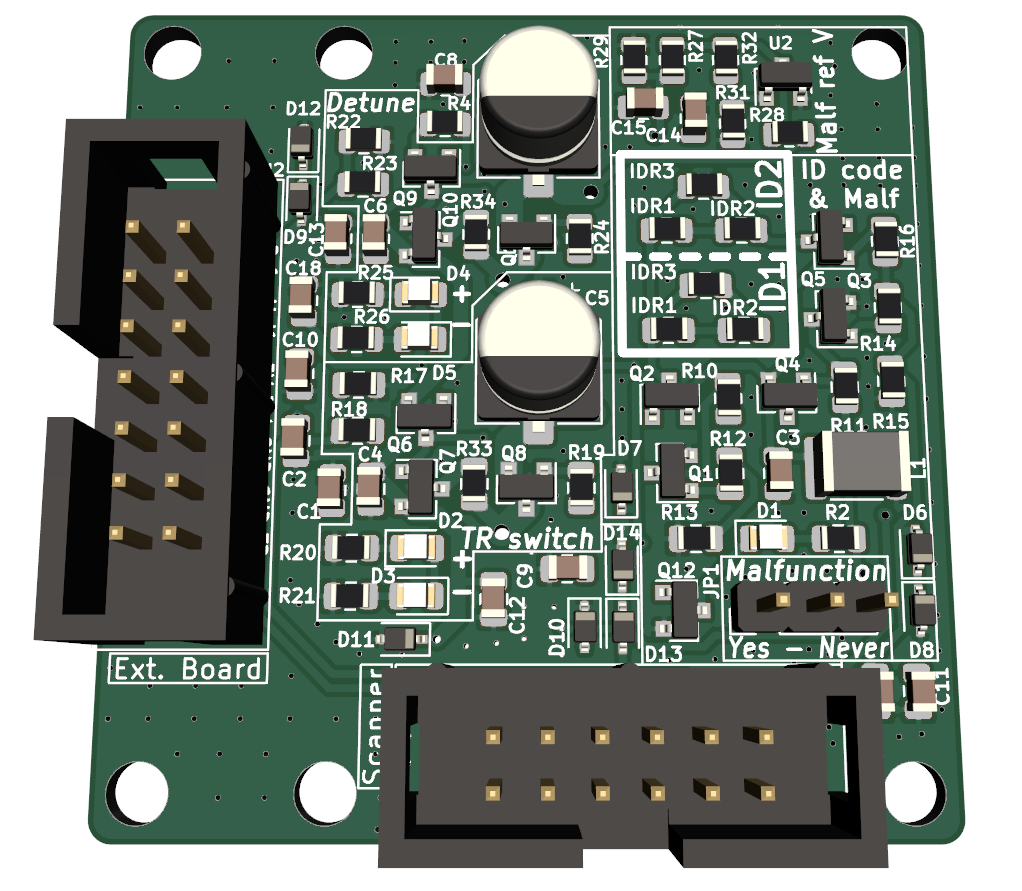 R29
R27
R32
U2
Malf ref V
C8
R4
Detune
D12
R22
R23
C15
C14
R31
R28
ID code
& Malf
IDR3
ID2
IDR1
IDR2
Q9
Q10
R34
C6
C13
D9
R24
R16
C18
R25
D4
+
R26
−
C5
IDR3
ID1
IDR1
IDR2
Q5
Q3
R14
C10
D5
R17
R18
Q6
Q2
R10
Q4
R11
R15
C2
C4
Q7
R33
Q8
R19
D7
Q1
R12
C3
C1
D2
TR switch
D14
R13
D1
R2
D6
R20
+
D3
R21
−
C9
C12
Q12
JP1
Malfunction
Yes - Never
D11
D10
D13
D8
C11
Ext. Board
Scanner